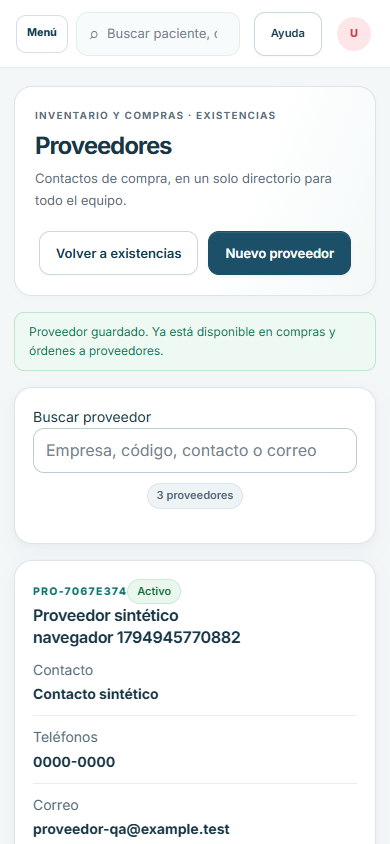 Menú
Buscar paciente, c
Ayuda
U
INVENTARIO Y COMPRAS · EXISTENCIAS
Proveedores
Contactos de compra, en un solo directorio para
todo el equipo.
Volver a existencias
Nuevo proveedor
Proveedor guardado. Ya está disponible en compras y
órdenes a proveedores.
Buscar proveedor
Empresa, código, contacto o correo
3 proveedores
PRO-7067E374
Activo
Proveedor sintético
navegador 1794945770882
Contacto
Contacto sintético
Teléfonos
0000-0000
Correo
proveedor-qa@example.test